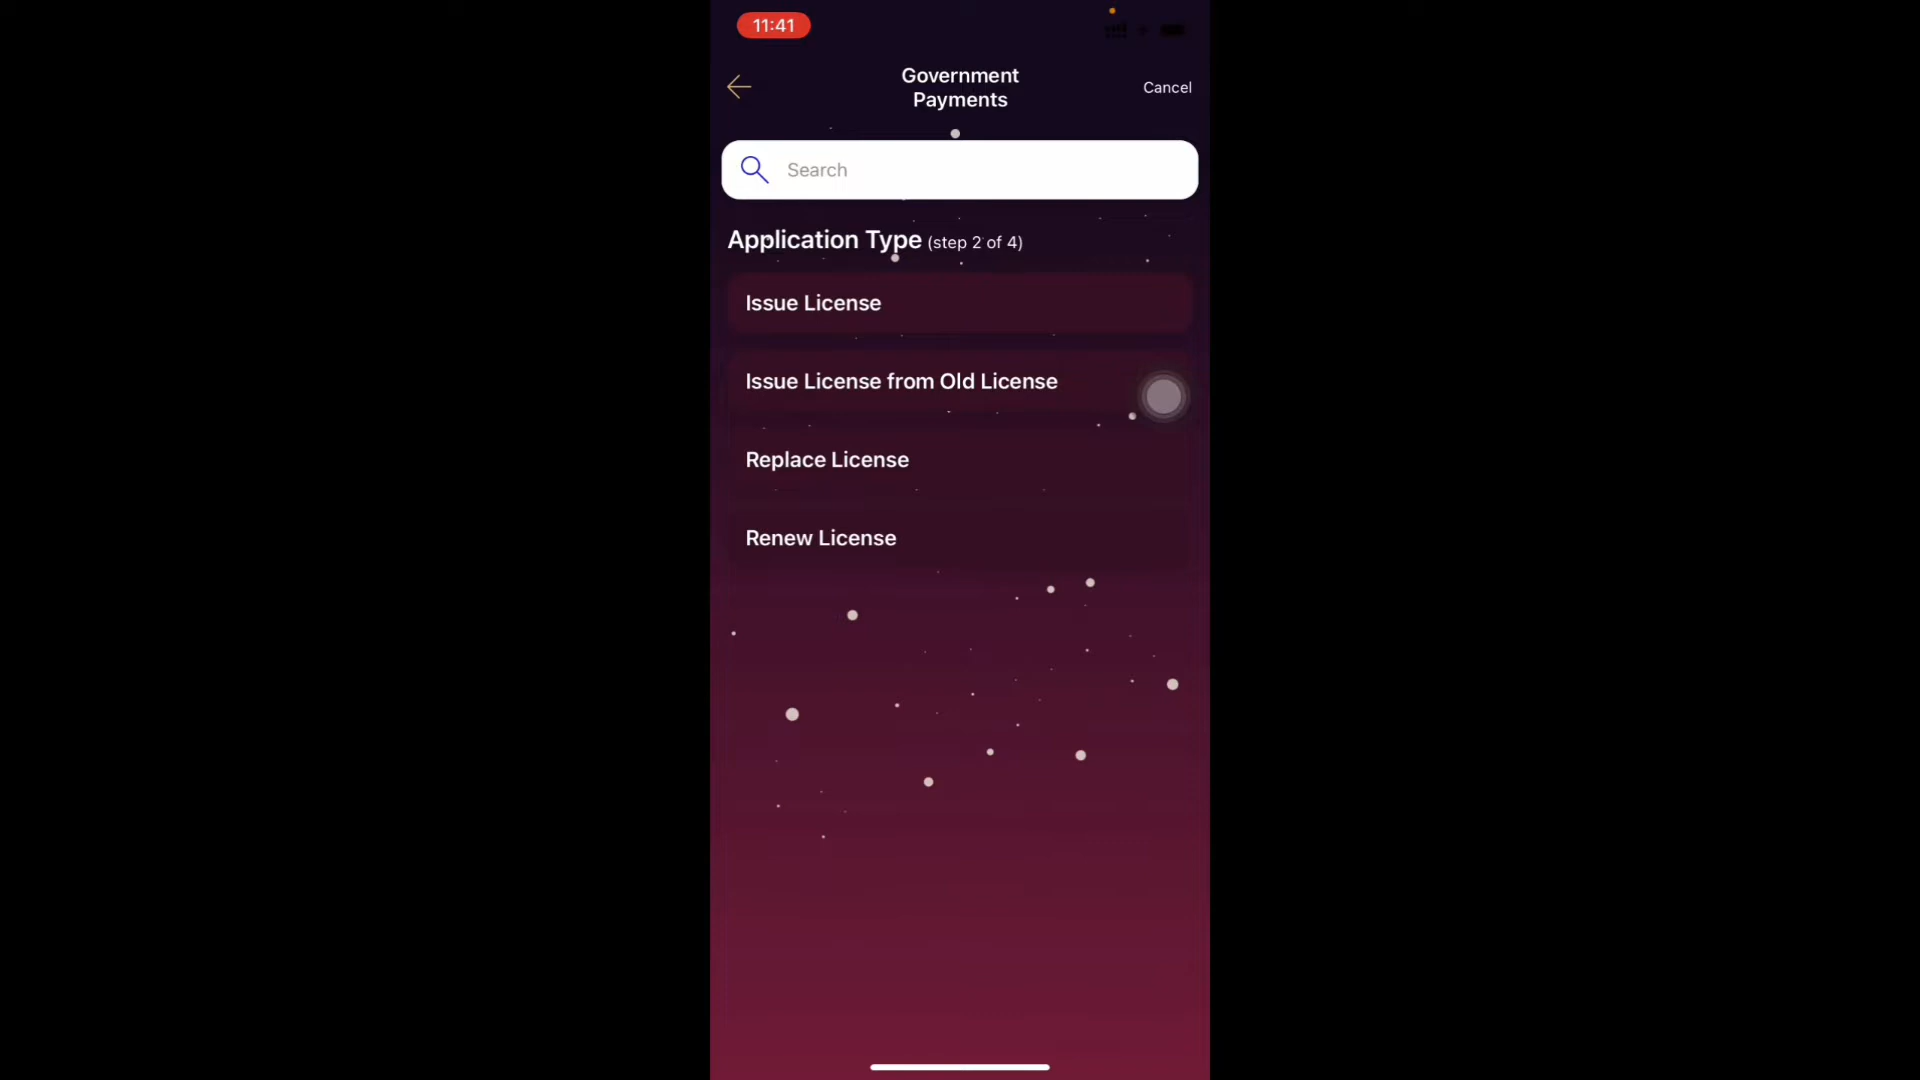 11:41
Government
Payments
Cancel
Search
Application Type (step 2 of 4)
Issue License
Issue License from Old License
Replace License
Renew License